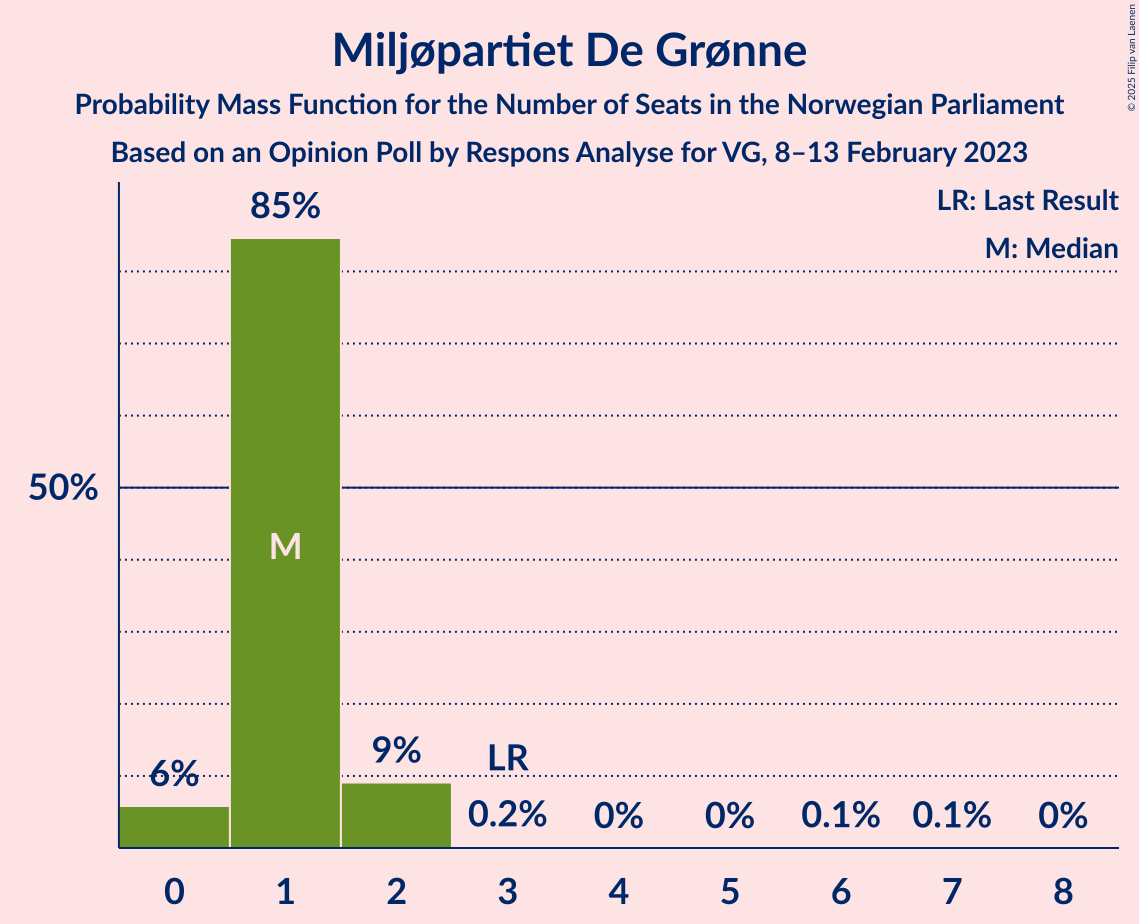 Miljøpartiet De Grønne
Probability Mass Function for the Number of Seats in the Norwegian Parliament
Based on an Opinion Poll by Respons Analyse for VG, 8–13 February 2023
© 2025 Filip van Laenen
LR: Last Result
M: Median
85%
50%
M
6%
9%
LR
0.2%
0%
0%
0.1%
0.1%
0%
0 1 2 3 4 5 6 7 8